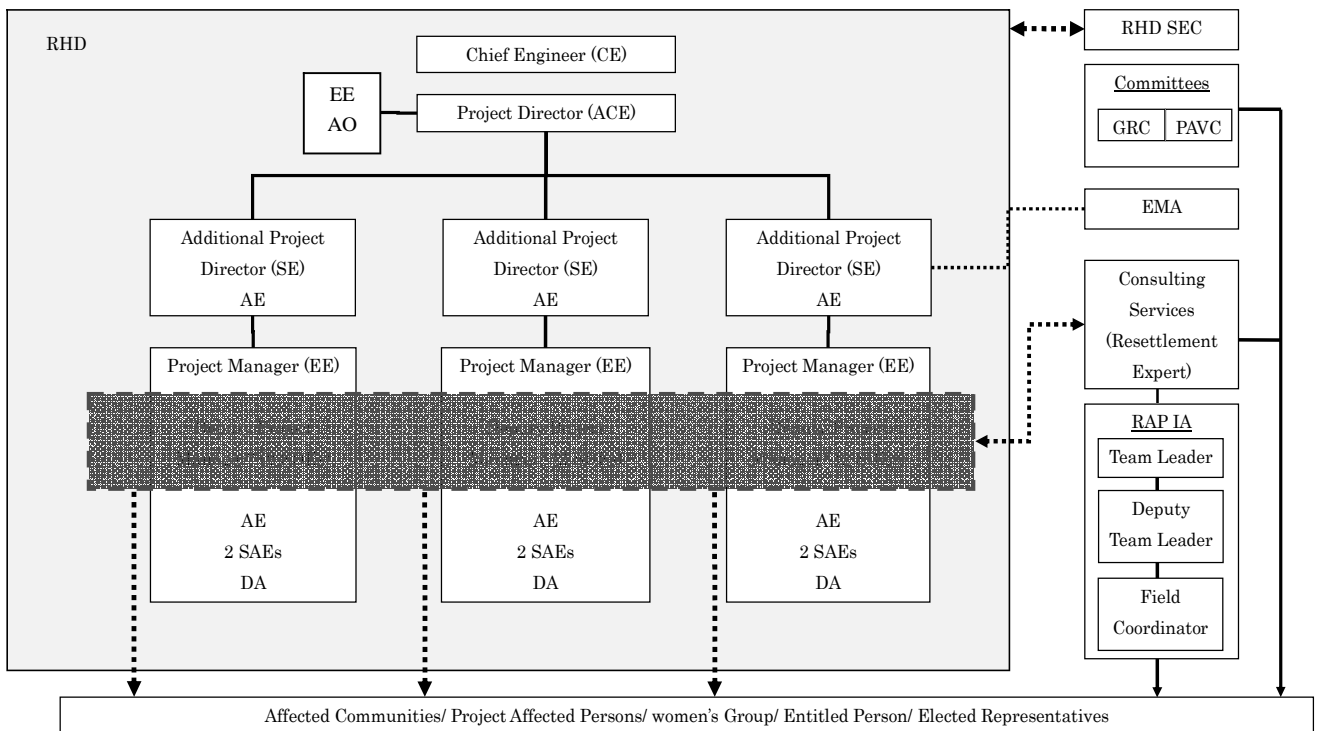 RHD
Chief Engineer (CE)
EE
AO
Project Director (ACE)
Additional Project
Director (SE)
AE
Additional Project
Director (SE)
AE
Additional Project
Director (SE)
AE
Project Manager (EE)
Project Manager (EE)
Project Manager (EE)
AE
2 SAEs
DA
AE
2 SAEs
DA
AE
2 SAEs
DA
RHD SEC
Committees
GRC
PAVC
EMA
Consulting
Services
(Resettlement
Expert)
RAP IA
Team Leader
Deputy
Team Leader
Field
Coordinator
Affected Communities/ Project Affected Persons/ women's Group/ Entitled Person/ Elected Representatives